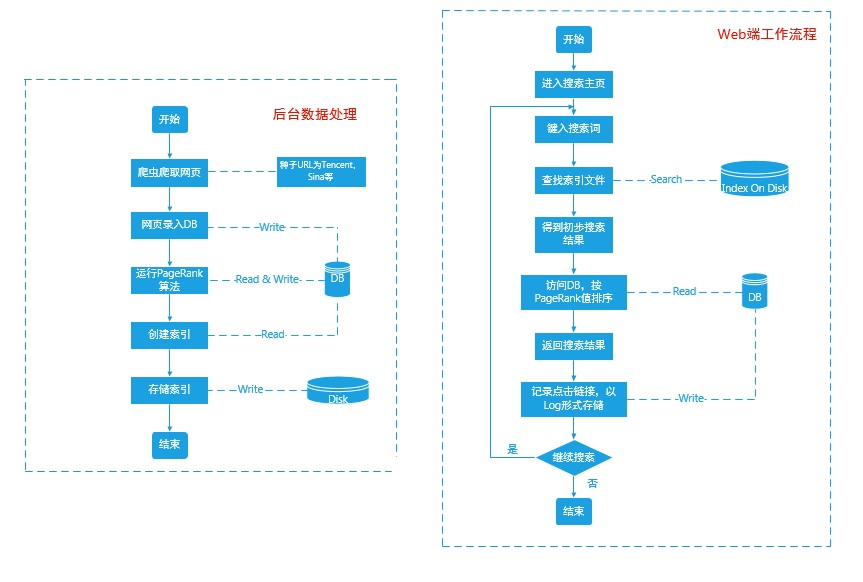 后台数据处理
开始
爬虫爬取网页
种子URL为Tencent,
Sina等
网页录入DB
Write
运行PageRank
算法
Read & Write
DB
创建索引
Read
存储索引
Write
Disk
结束
Web端工作流程
开始
进入搜索主页
键入搜索词
查找索引文件
Search
Index On Disk
得到初步搜索
结果
访问DB，按
PageRank值排序
Read
DB
返回搜索结果
记录点击链接，以
Log形式存储
Write
继续搜索
是
否
结束